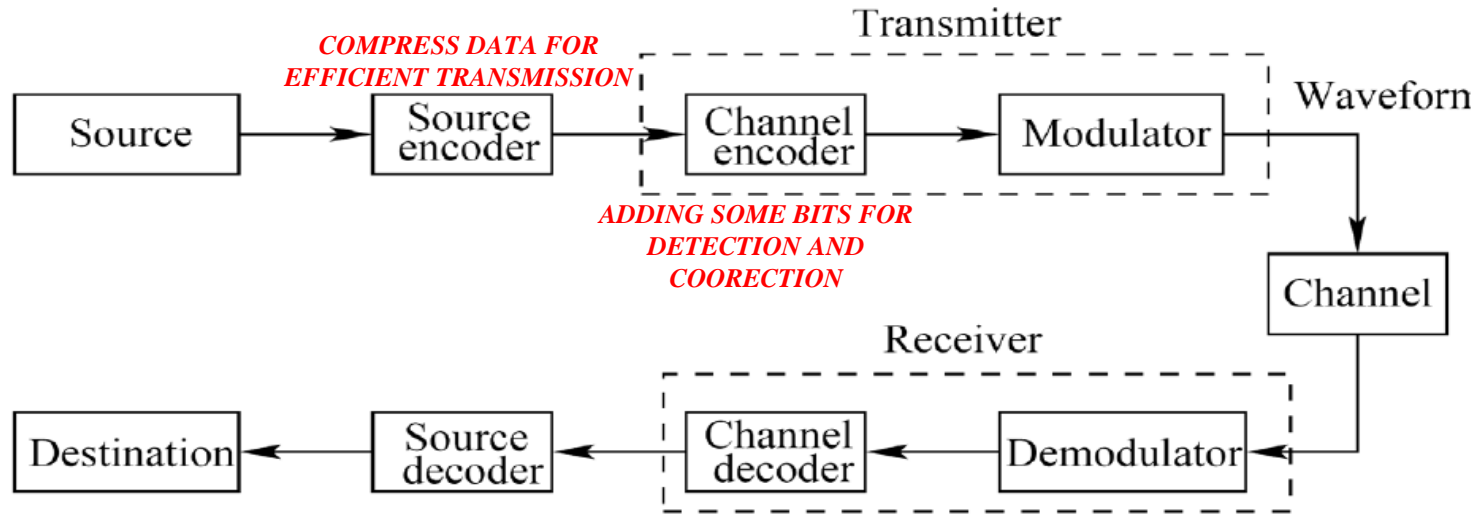 Transmitter
COMPRESS DATA FOR
EFFICIENT TRANSMISSION
Waveform
Source
Source
encoder
Channel
encoder
Modulator
ADDING SOME BITS FOR
DETECTION AND
COORECTION
Channel
Receiver
Destination
Source
decoder
Channel
decoder
Demodulator